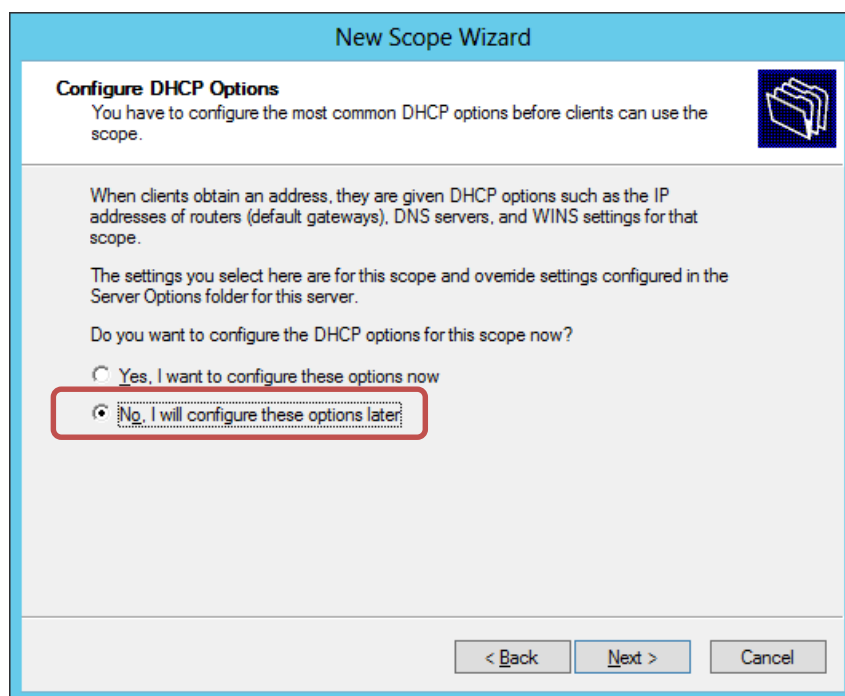 New Scope Wizard
Configure DHCP Options
You have to configure the most common DHCP options before clients can use the
scope.
When clients obtain an address, they are given DHCP options such as the IP
addresses of routers (default gateways), DNS servers, and WINS settings for that
scope.
The settings you select here are for this scope and override settings configured in the
Server Options folder for this server.
Do you want to configure the DHCP options for this scope now?
Yes, I want to configure these options now
No, I will configure these options later
< Back Next > Cancel